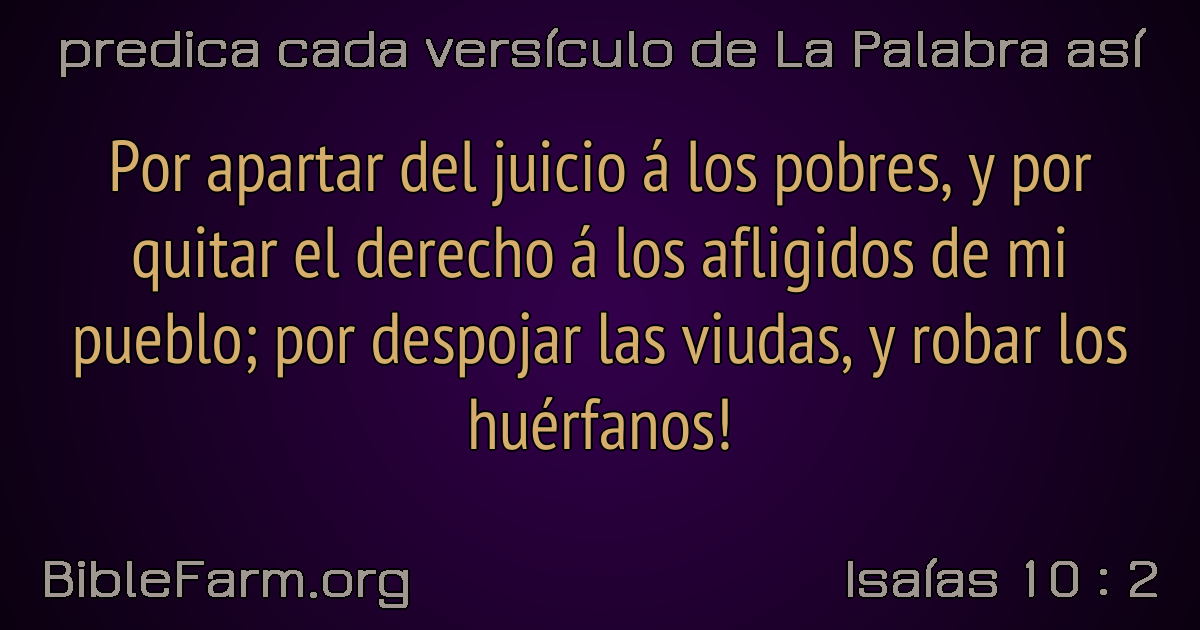 predica cada versículo de La Palabra así
Por apartar del juicio á los pobres, y por
quitar el derecho á los afligidos de mi
pueblo; por despojar las viudas, y robar los
huérfanos!
BibleFarm.org
Isaías 10 : 2